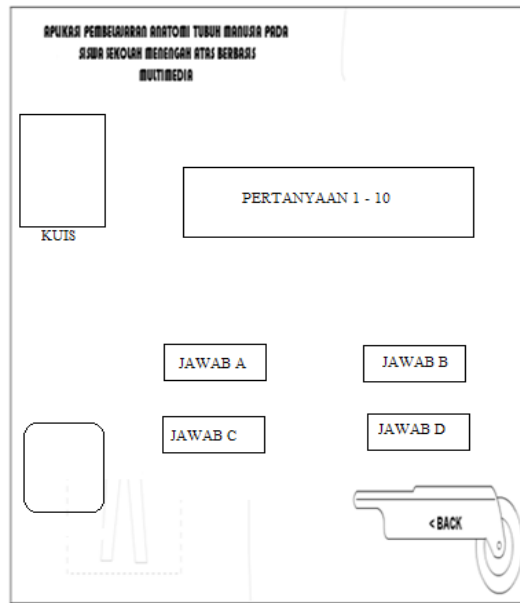 APLIKASI PEMBELAJARAN ANATOMI TUBUH MANUSIA PADA
SISWA SEKOLAH MENENGAH ATAS BERBASIS
MULTIMEDIA
PERTANYAAN 1 - 10
KUIS
JAWAB A
JAWAB B
JAWAB C
JAWAB D
< BACK